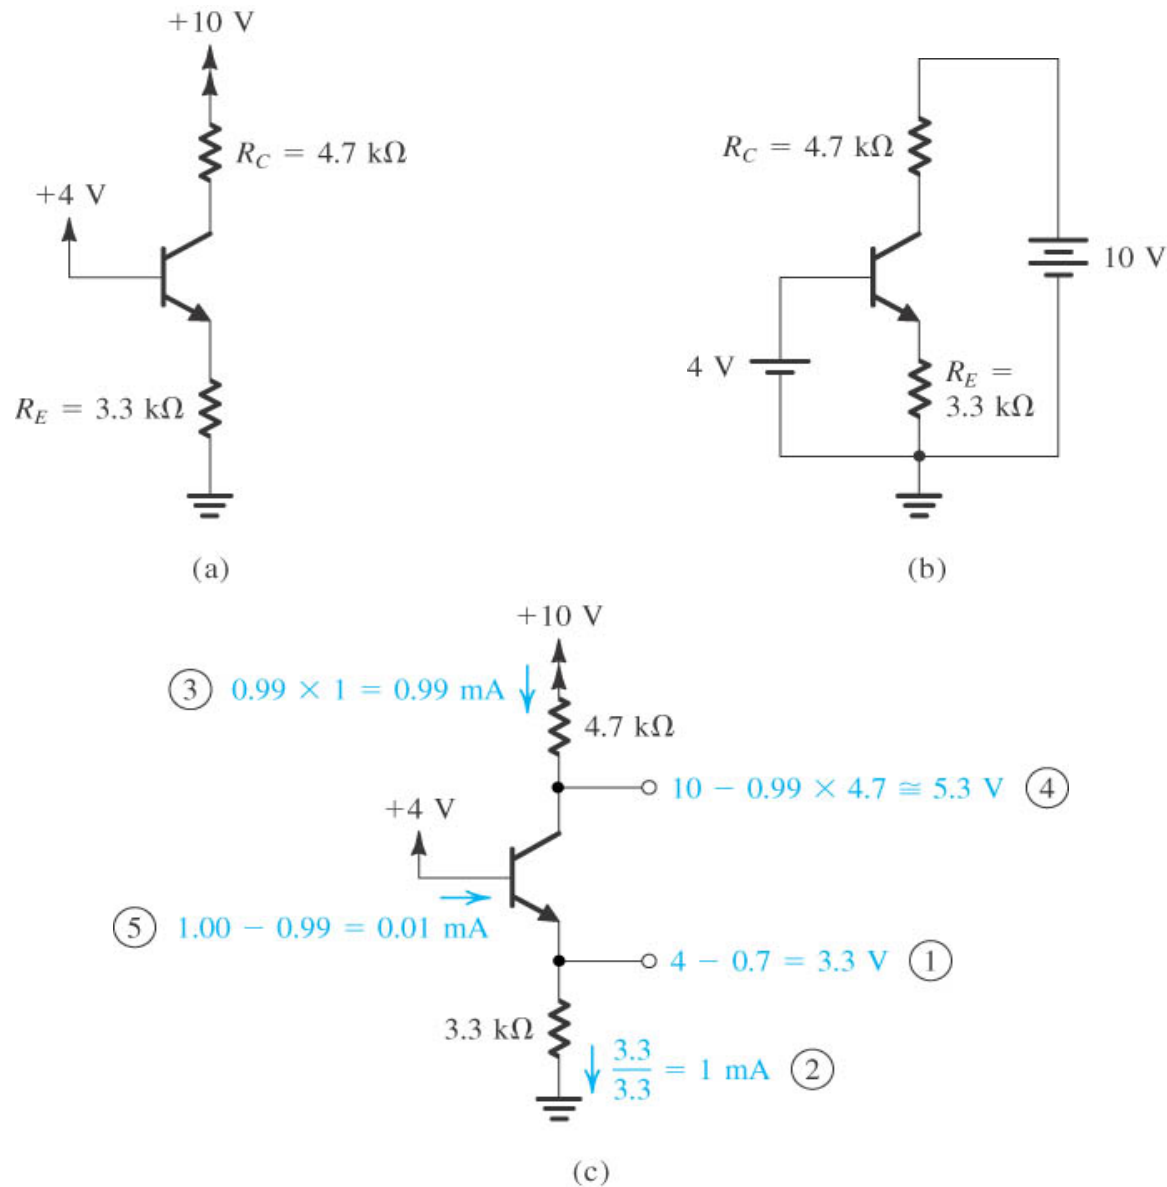 +10 V
R_C = 4.7 kΩ
+4 V
R_E = 3.3 kΩ
(a)
R_C = 4.7 kΩ
10 V
4 V
R_E =
3.3 kΩ
(b)
+10 V
③ 0.99 × 1 = 0.99 mA
4.7 kΩ
10 − 0.99 × 4.7 ≅ 5.3 V ④
+4 V
⑤ 1.00 − 0.99 = 0.01 mA
4 − 0.7 = 3.3 V ①
3.3 kΩ
3.3/3.3 = 1 mA ②
(c)